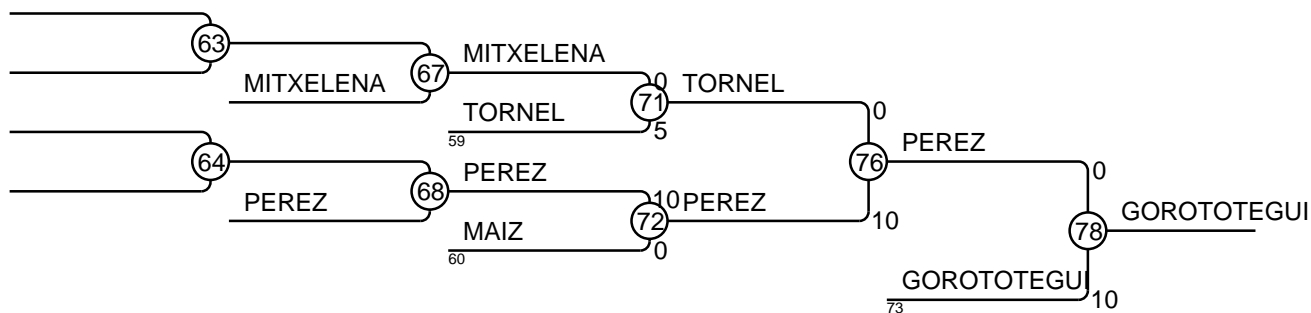 63
MITXELENA
67
MITXELENA
0
TORNEL
71
TORNEL
5
59
0
PEREZ
64
PEREZ
68
PEREZ
10
PEREZ
76
72
MAIZ
0
60
10
0
GOROTOTEGUI
78
GOROTOTEGUI
10
73